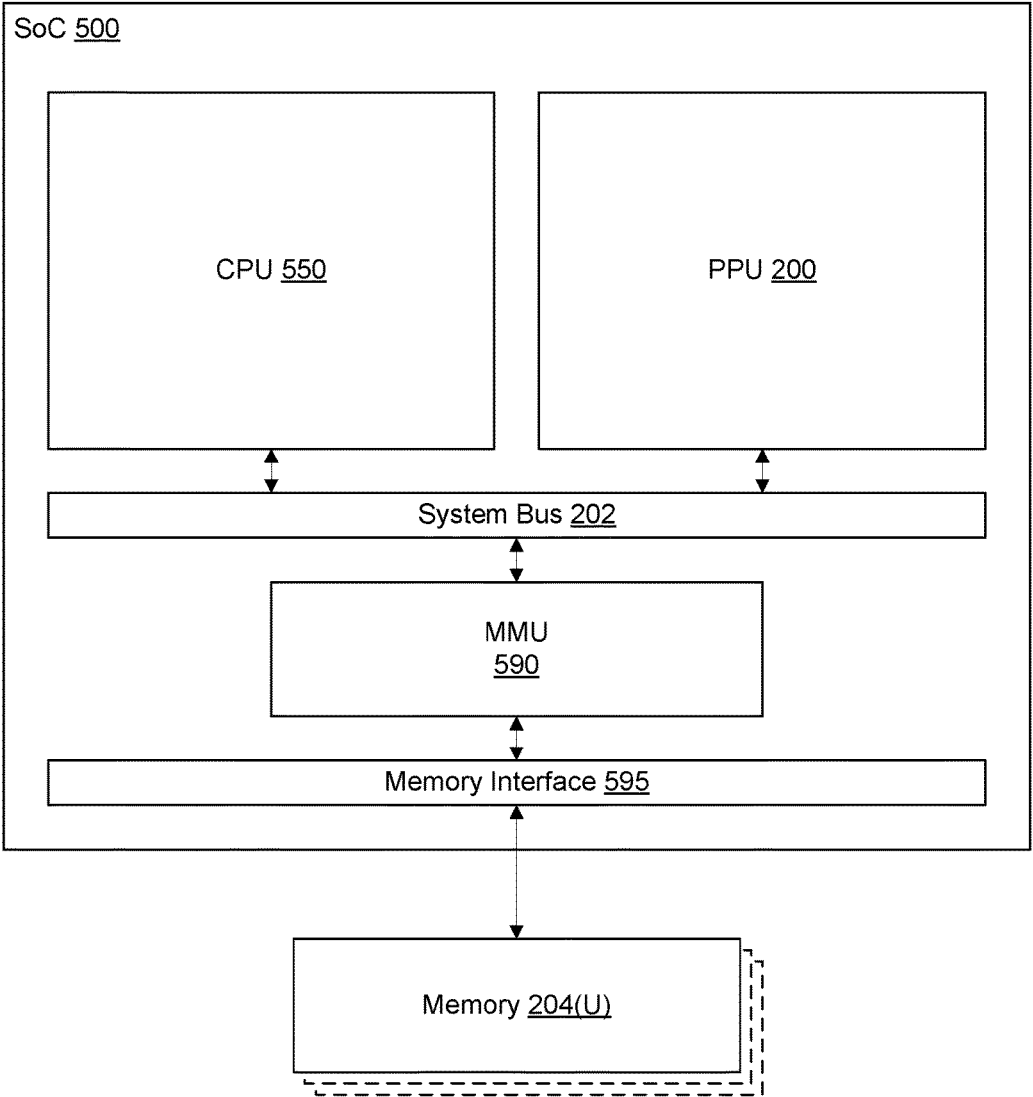 SoC 500
CPU 550
PPU 200
System Bus 202
MMU
590
Memory Interface 595
Memory 204(U)